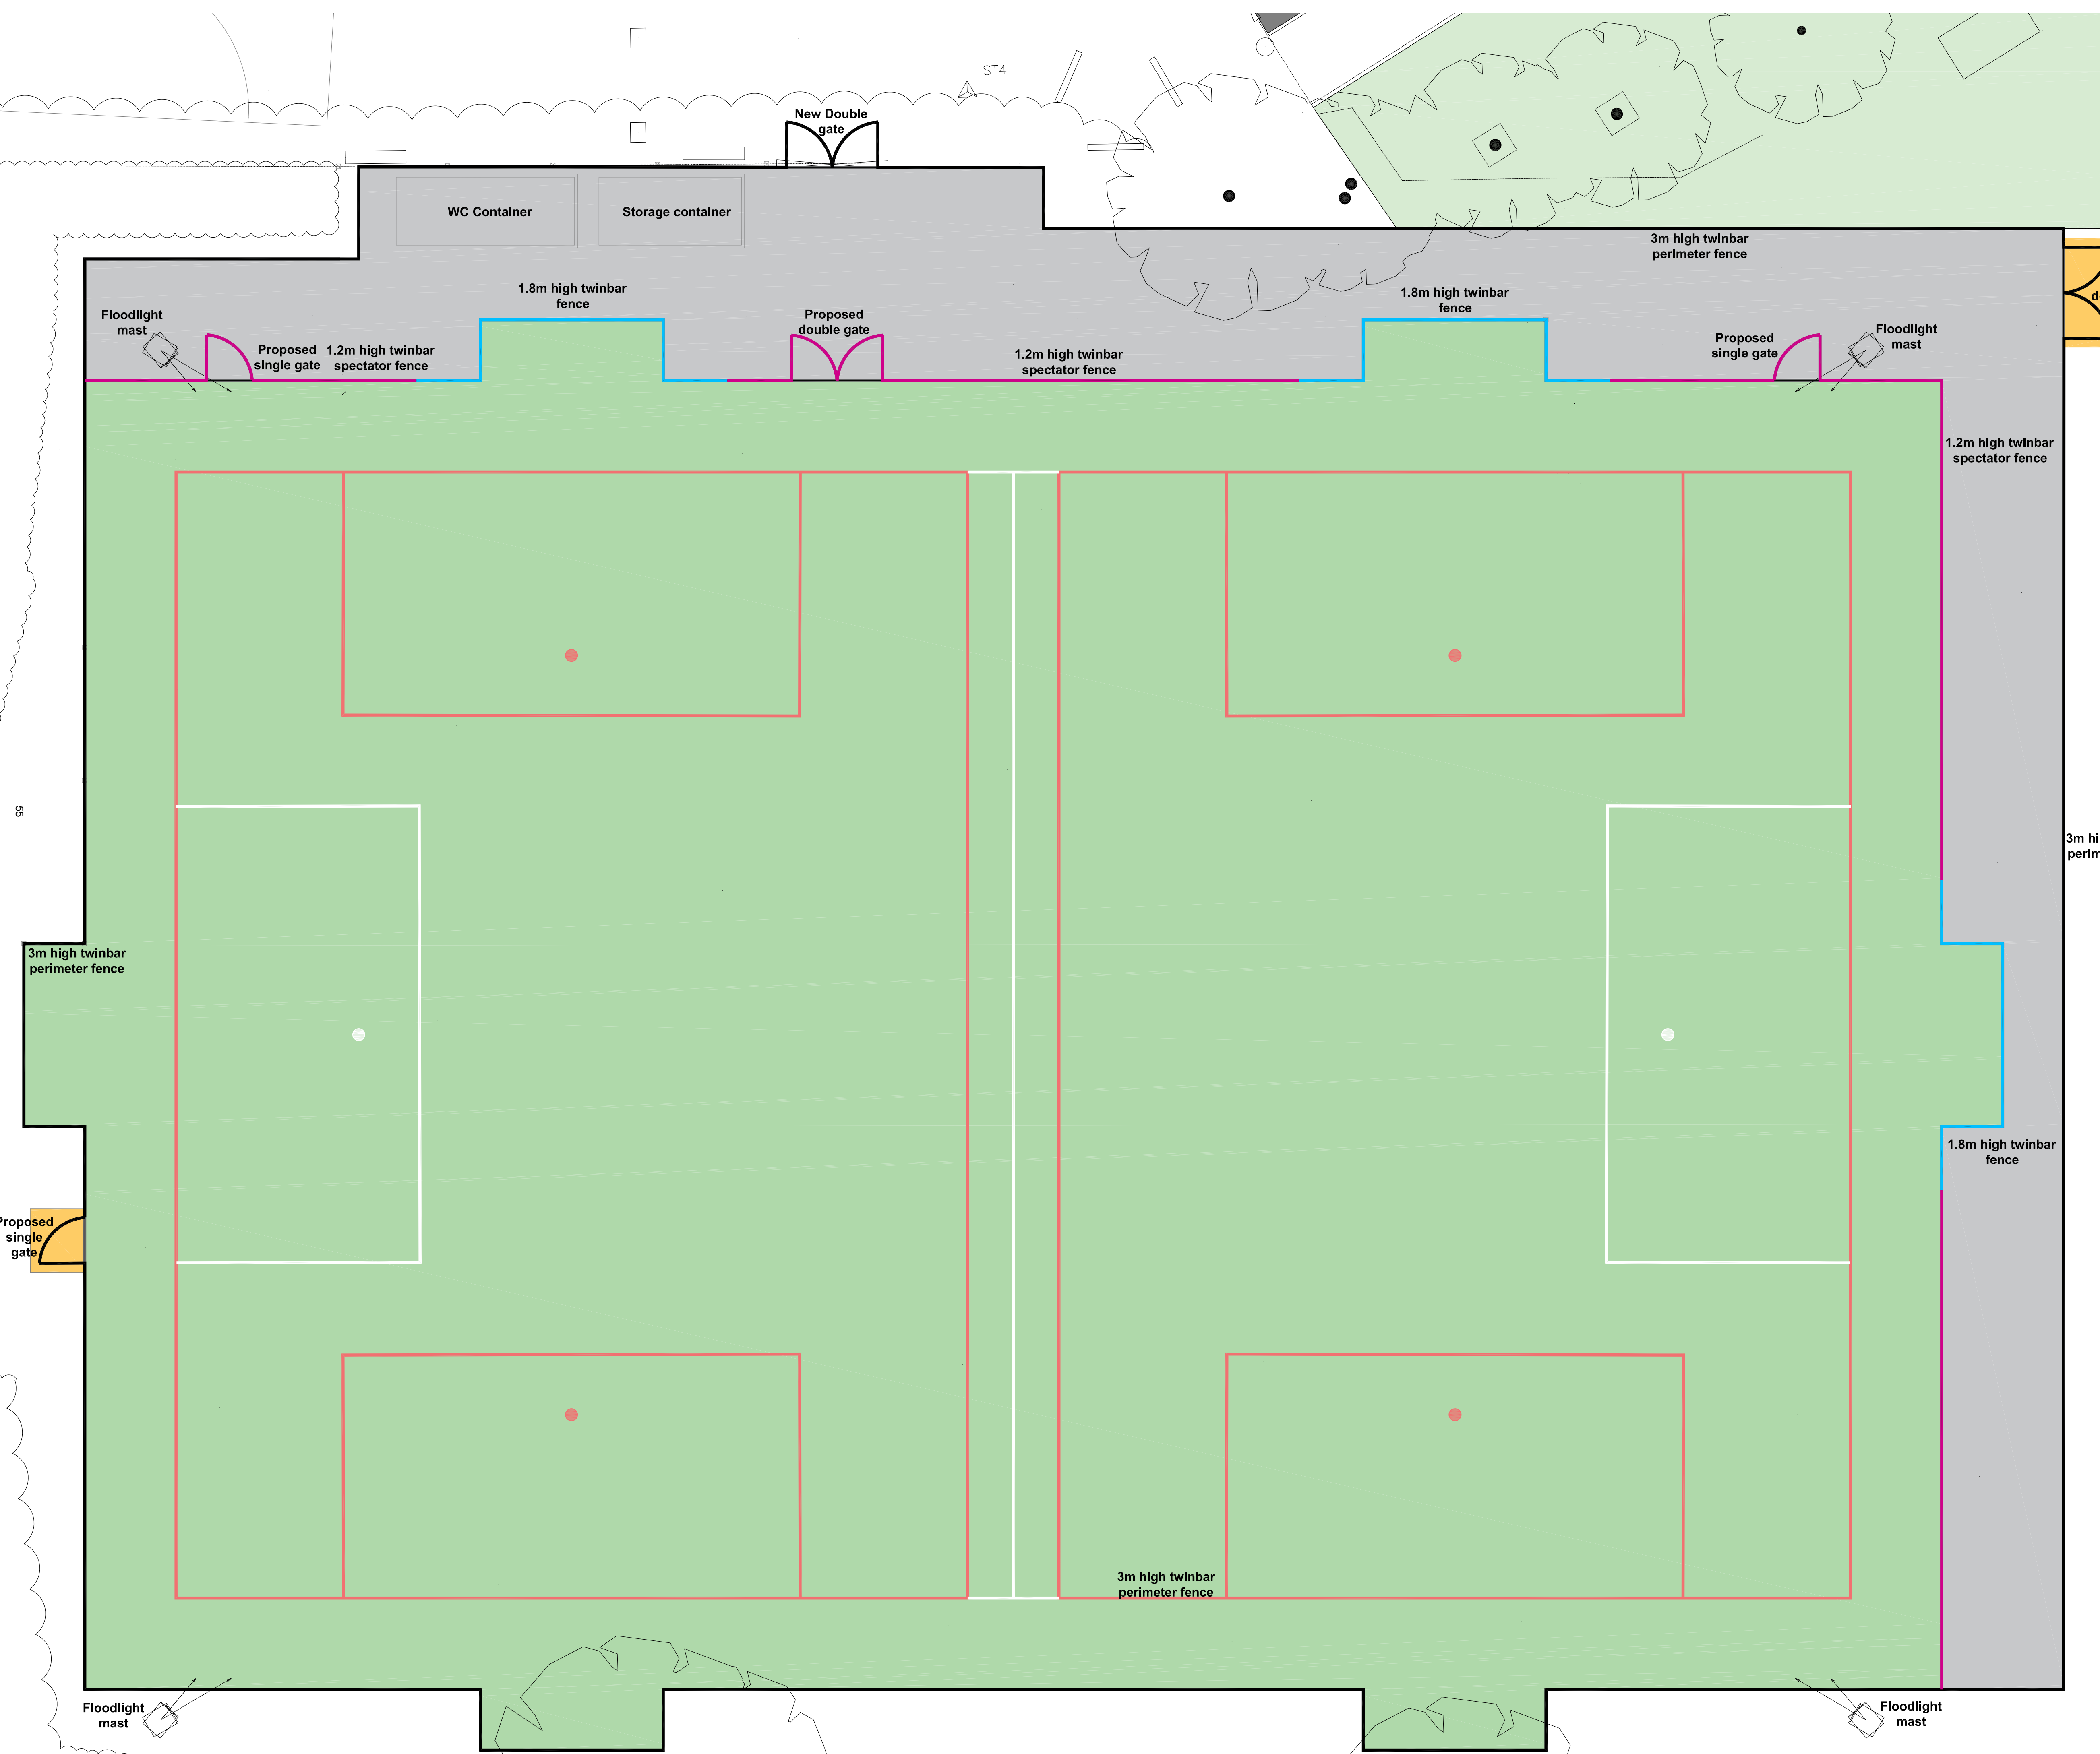 ST4
New Double
gate
WC Container
Storage container
3m high twinbar
perimeter fence
1.8m high twinbar
fence
1.8m high twinbar
fence
Floodlight
mast
Proposed
single gate
1.2m high twinbar
spectator fence
Proposed
double gate
1.2m high twinbar
spectator fence
Proposed
single gate
Floodlight
mast
1.2m high twinbar
spectator fence
55
3m high twinbar
perimeter fence
1.8m high twinbar
fence
Proposed
single
gate
3m high twinbar
perimeter fence
Floodlight
mast
Floodlight
mast